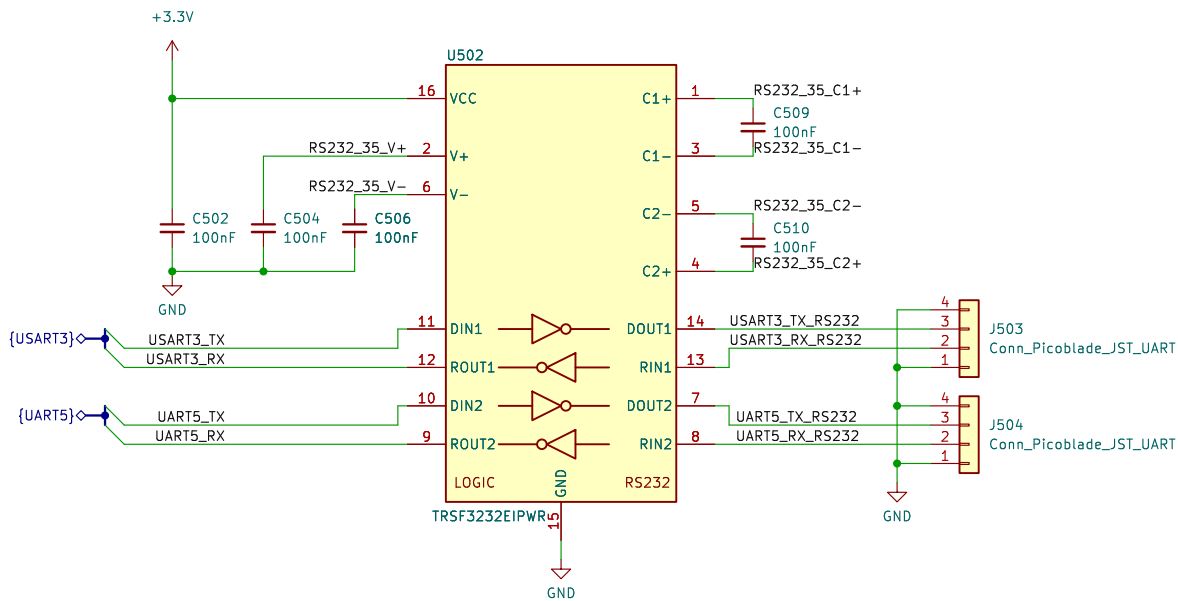 +3.3V
U502
16 VCC
C1+ 1
RS232_35_C1+
C509
100nF
RS232_35_V+
2 V+
C1- 3
RS232_35_C1-
RS232_35_V-
6 V-
C2- 5
RS232_35_C2-
C502
100nF
C504
100nF
C506
100nF
C510
100nF
C2+ 4
RS232_35_C2+
GND
{USART3}
USART3_TX
11 DIN1
DOUT1 14
USART3_TX_RS232
USART3_RX
12 ROUT1
RIN1 13
USART3_RX_RS232
4
3
2
1
J503
Conn_Picoblade_JST_UART
{UART5}
UART5_TX
10 DIN2
DOUT2 7
UART5_TX_RS232
UART5_RX
9 ROUT2
RIN2 8
UART5_RX_RS232
4
3
2
1
J504
Conn_Picoblade_JST_UART
LOGIC
GND
RS232
TRSF3232EIPWR
15
GND
GND